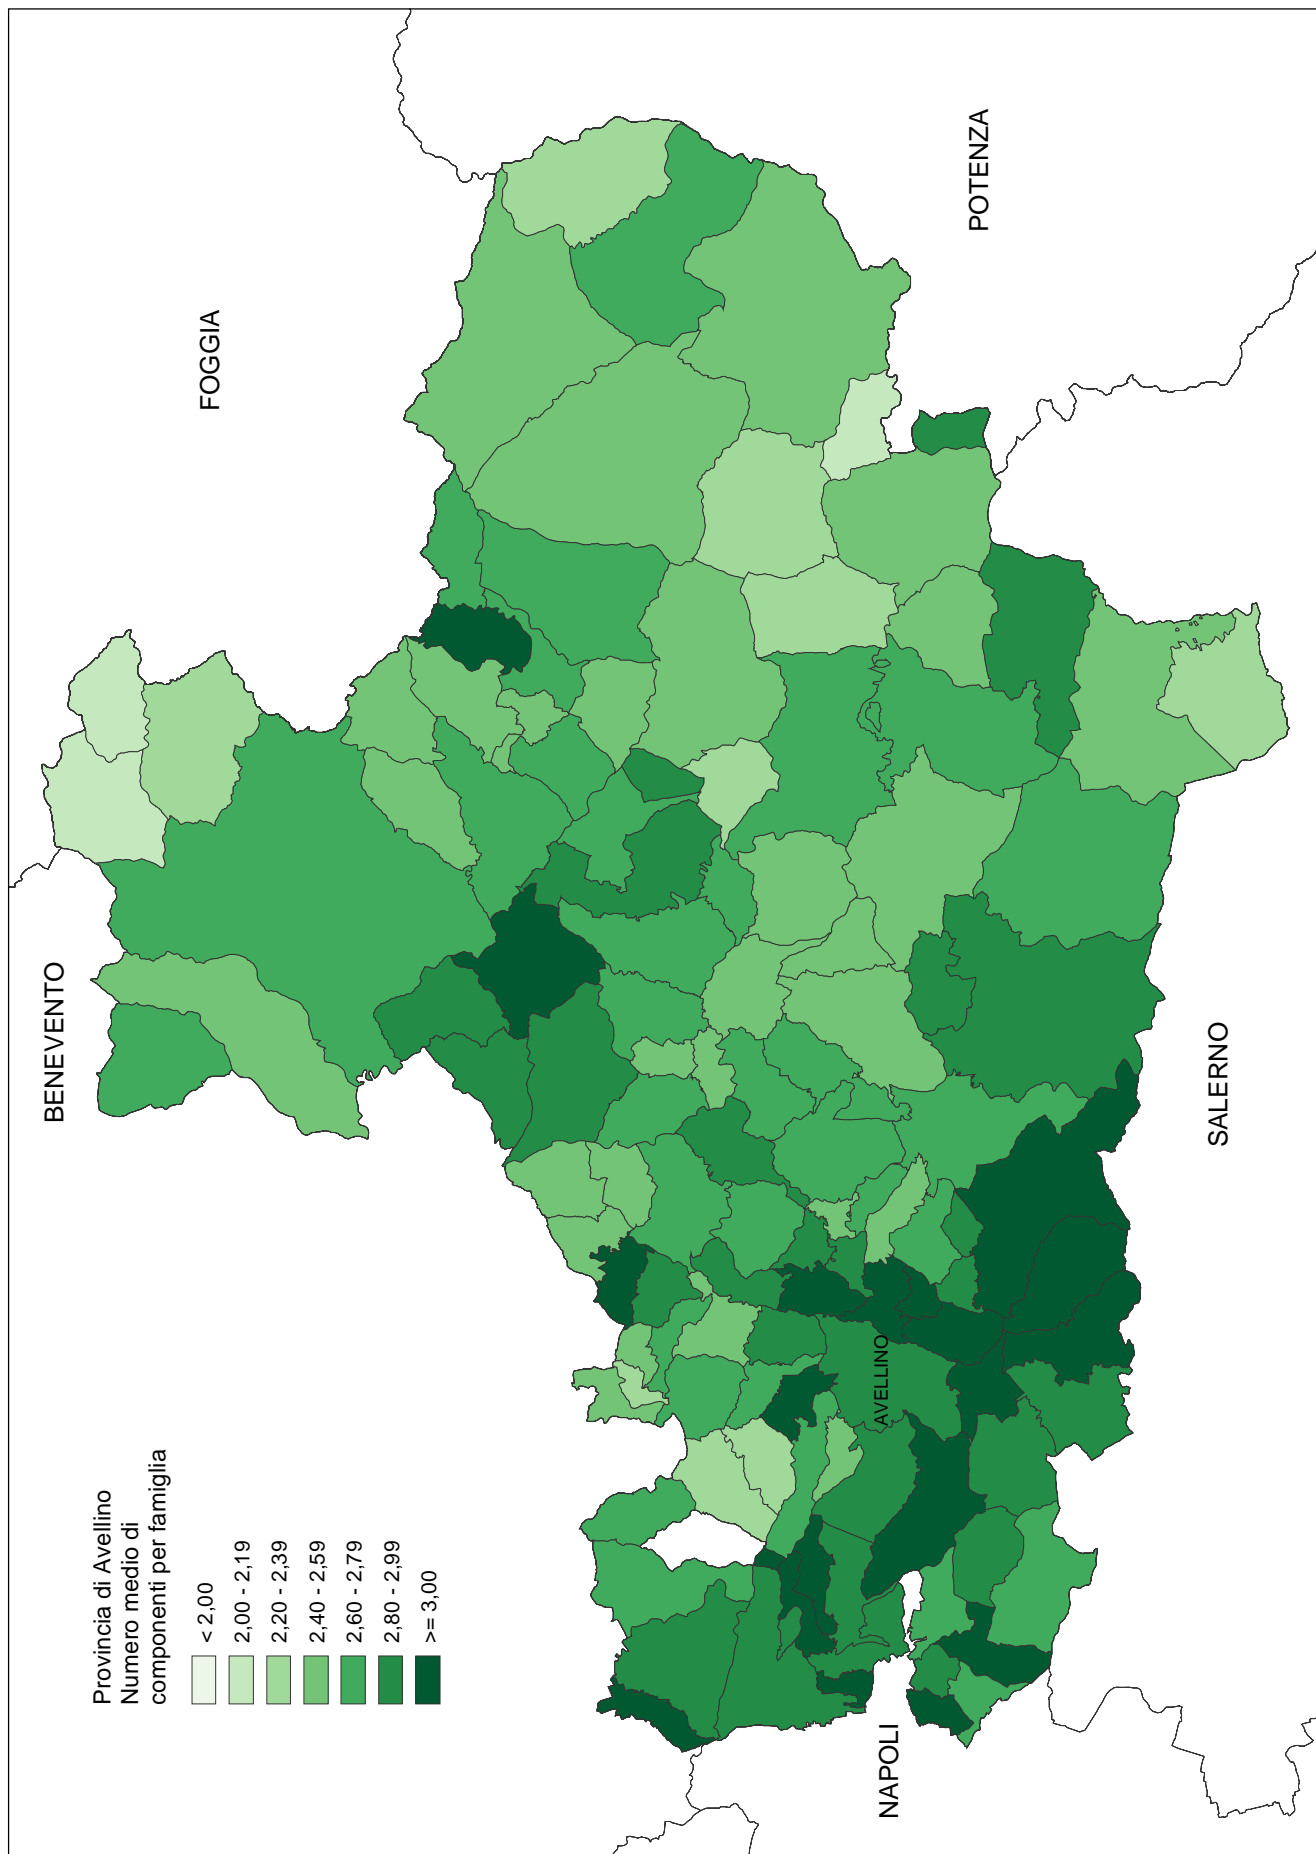 Provincia di Avellino
Numero medio di
componenti per famiglia
< 2,00
2,00 - 2,19
2,20 - 2,39
2,40 - 2,59
2,60 - 2,79
2,80 - 2,99
>= 3,00
BENEVENTO
FOGGIA
POTENZA
AVELLINO
NAPOLI
SALERNO